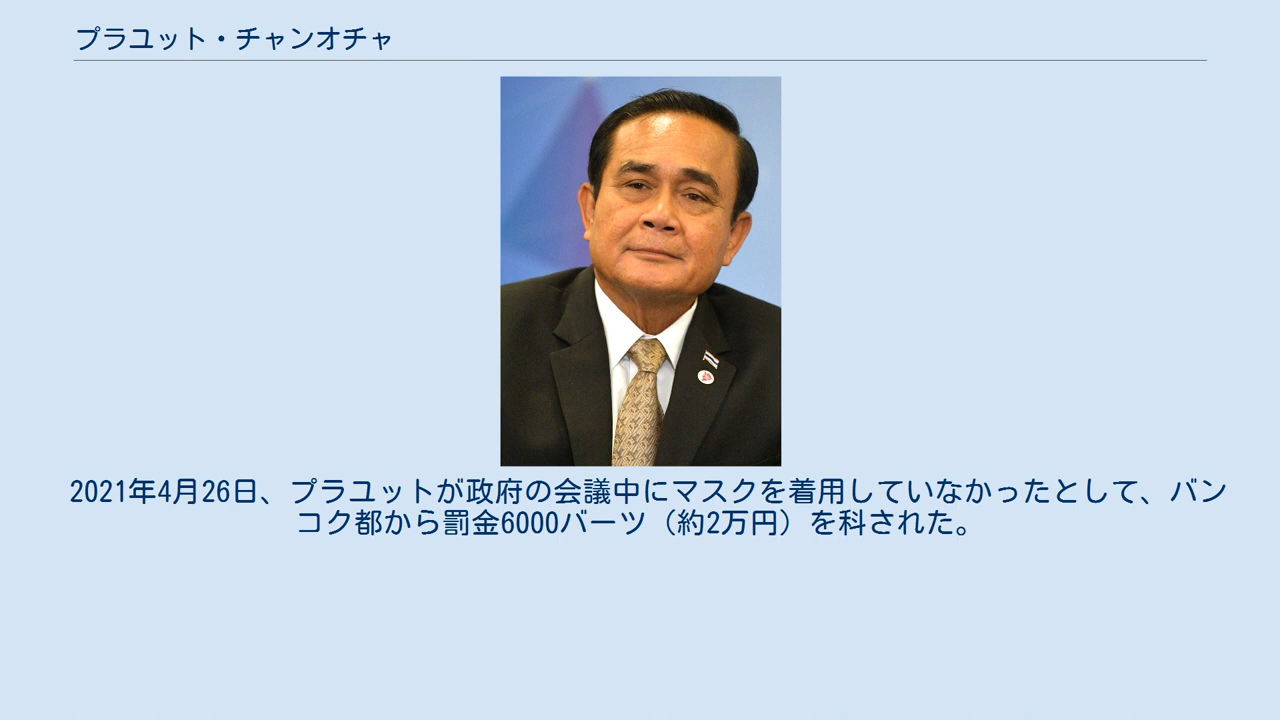 プラユット・チャンオチャ
2021年4月26日、プラユットが政府の会議中にマスクを着用していなかったとして、バン
コク都から罰金6000バーツ（約2万円）を科された。